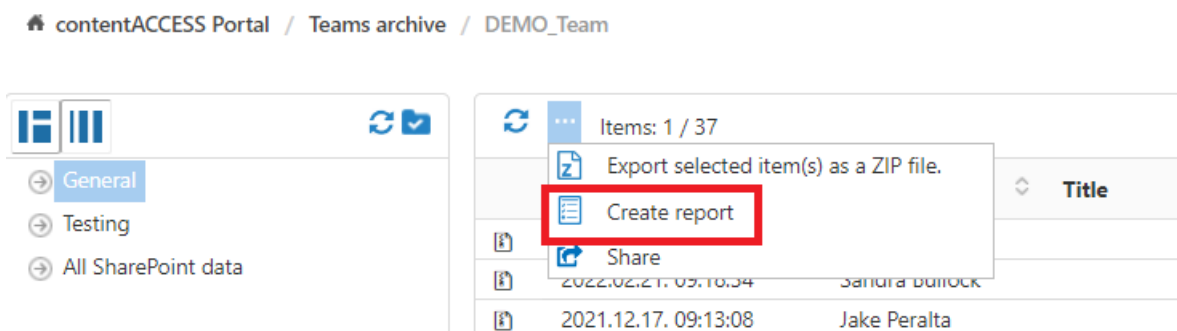 contentACCESS Portal / Teams archive / DEMO_Team
Items: 1 / 37
General
Testing
All SharePoint data
Export selected item(s) as a ZIP file.
Create report
Share
Title
2022.02.21. 09:18:54 Sandra Bullock
2021.12.17. 09:13:08 Jake Peralta